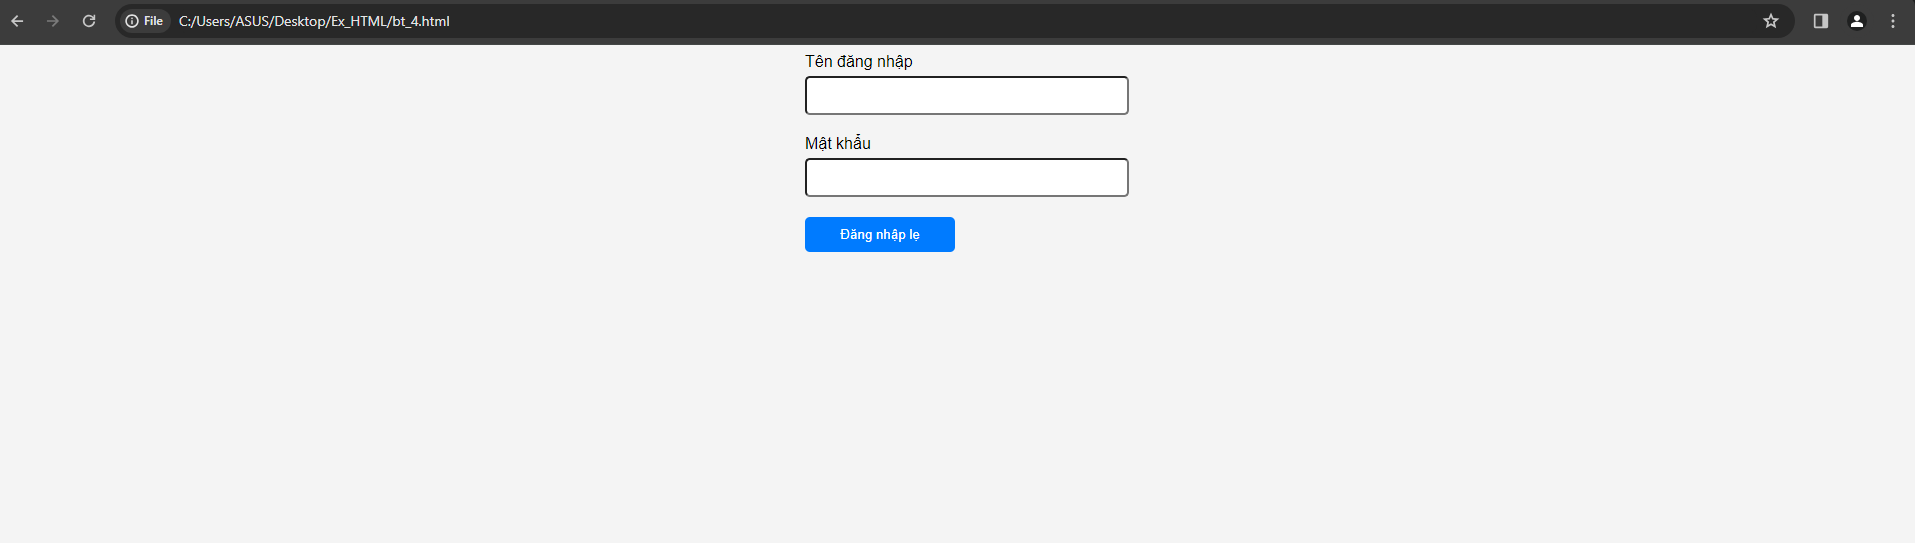 File C:/Users/ASUS/Desktop/Ex_HTML/bt_4.html
Tên đăng nhập
Mật khẩu
Đăng nhập lẹ